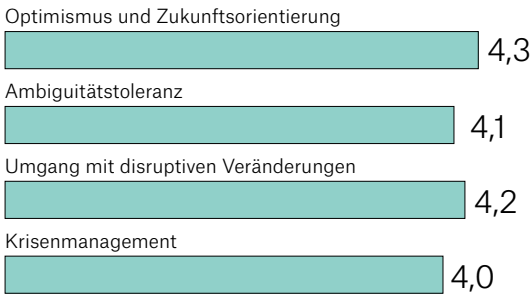 Optimismus und Zukunftsorientierung
4,3
Ambiguitätstoleranz
4,1
Umgang mit disruptiven Veränderungen
4,2
Krisenmanagement
4,0